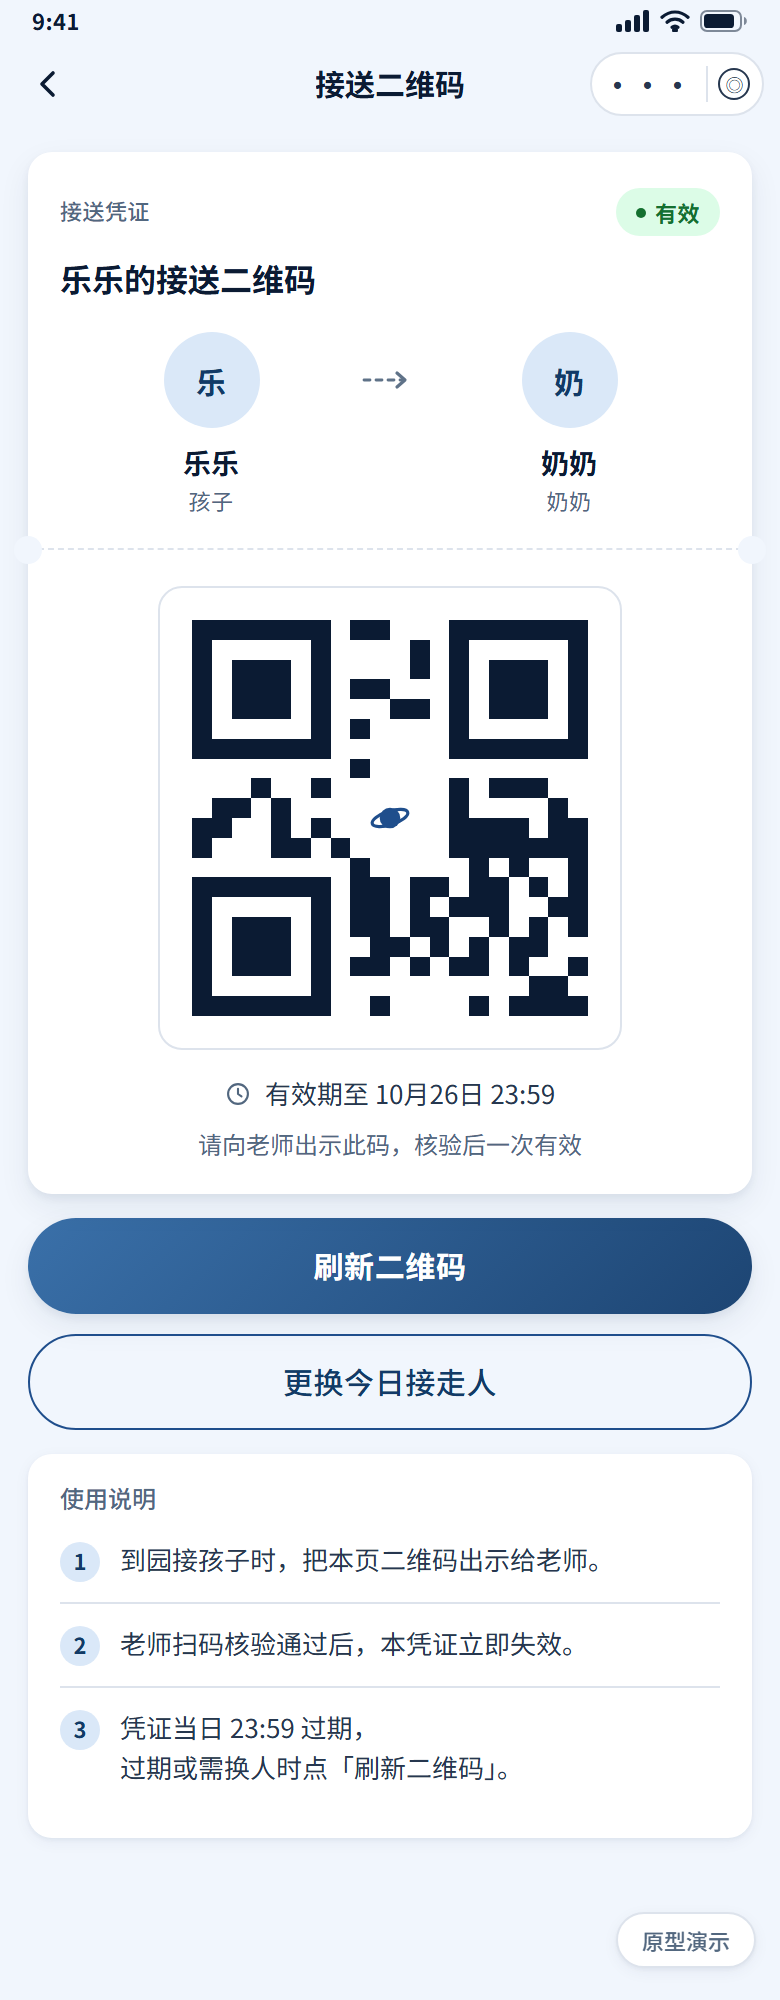 9:41
接送二维码
接送凭证
有效
乐乐的接送二维码
乐
奶
乐乐
奶奶
孩子
奶奶
有效期至 10月26日 23:59
请向老师出示此码，核验后一次有效
刷新二维码
更换今日接走人
使用说明
1 到园接孩子时，把本页二维码出示给老师。
2 老师扫码核验通过后，本凭证立即失效。
3 凭证当日 23:59 过期，
过期或需换人时点「刷新二维码」。
原型演示